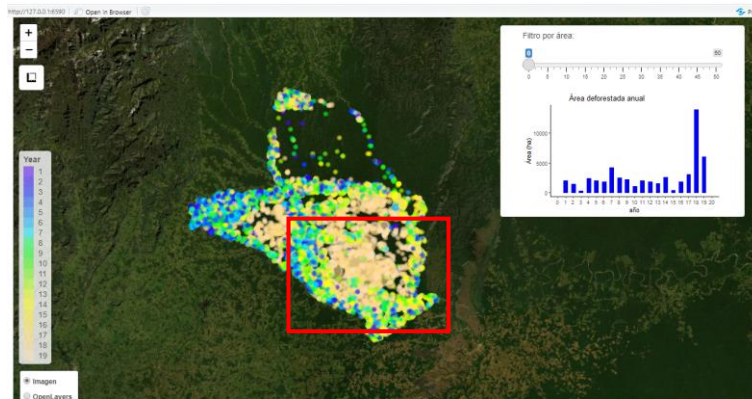 http://127.0.0.1:6590
Open in Browser
+
−
Filtro por área:
0
50
0 5 10 15 20 25 30 35 40 45 50
Área deforestada anual
10000
5000
0
Área (ha)
0 1 2 3 4 5 6 7 8 9 10 11 12 13 14 15 16 17 18 19 20
año
Year
1
2
3
4
5
6
7
8
9
10
11
12
13
14
15
16
17
18
19
Imagen
OpenLayers